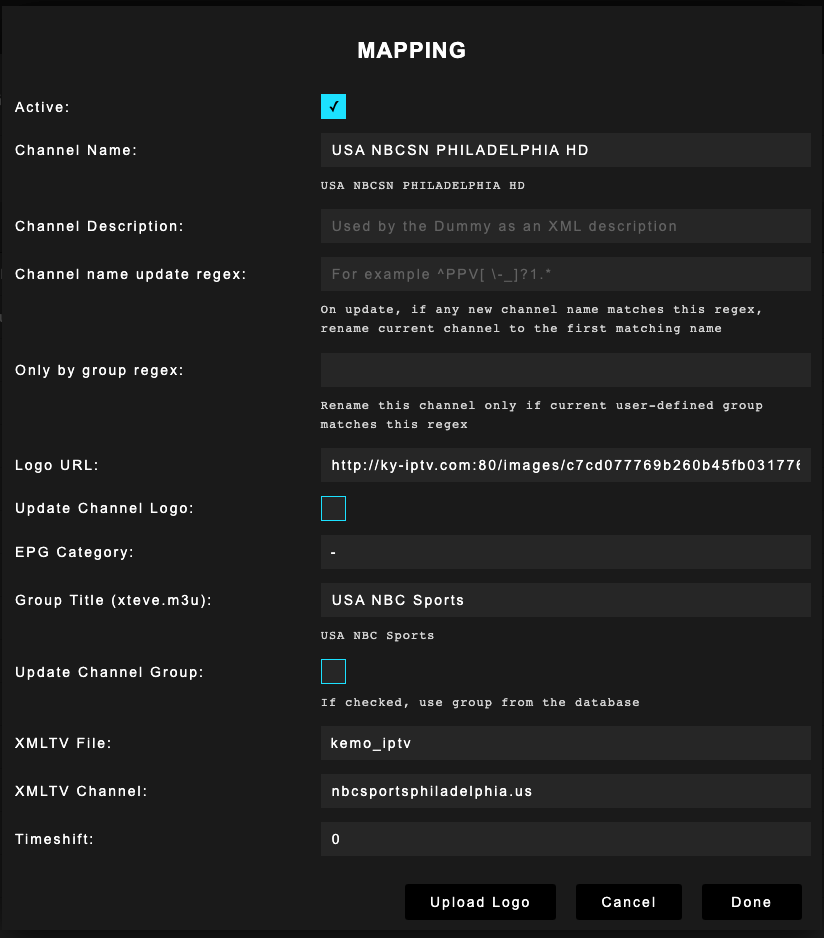 MAPPING
Active:
Channel Name:
USA NBCSN PHILADELPHIA HD
USA NBCSN PHILADELPHIA HD
Channel Description:
Used by the Dummy as an XML description
Channel name update regex:
For example ^PPV[ \-_]?1.*
On update, if any new channel name matches this regex,
rename current channel to the first matching name
Only by group regex:
Rename this channel only if current user-defined group
matches this regex
Logo URL:
http://ky-iptv.com:80/images/c7cd077769b260b45fb031776
Update Channel Logo:
EPG Category:
-
Group Title (xteve.m3u):
USA NBC Sports
USA NBC Sports
Update Channel Group:
If checked, use group from the database
XMLTV File:
kemo_iptv
XMLTV Channel:
nbcsportsphiladelphia.us
Timeshift:
0
Upload Logo
Cancel
Done